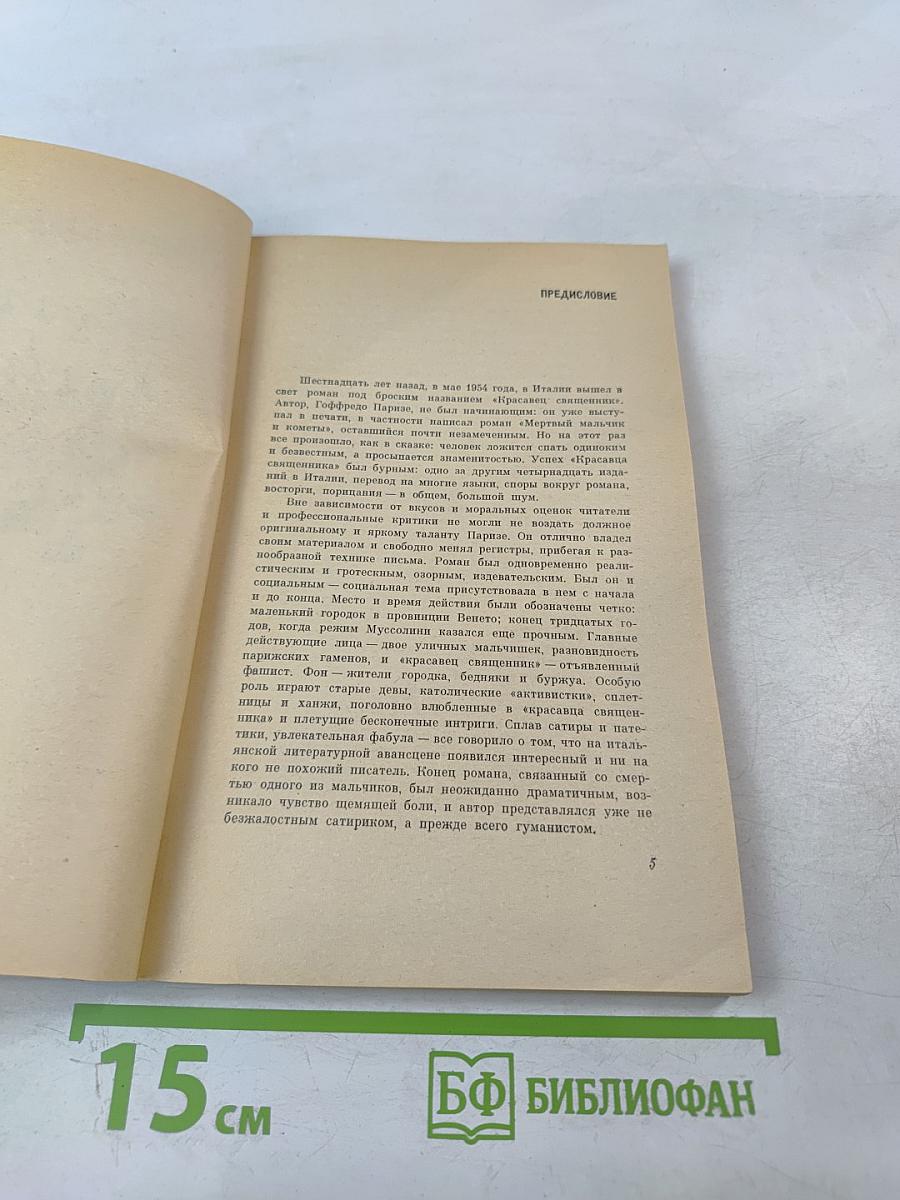 ПРЕДИСЛОВИЕ
Шестнадцать лет назад, в мае 1954 года, в Италии вышел в
свет роман под броским названием «Красавец священник».
Автор, Гоффредо Паризе, не был начинающим: он уже высту-
пал в печати, в частности написал роман «Мертвый мальчик
и кометы», оставшийся почти незамеченным. Но на этот раз
все произошло, как в сказке: человек ложится спать одиноким
и безвестным, а просыпается знаменитостью. Успех «Красавца
священника» был бурным: одно за другим четырнадцать изда-
ний в Италии, перевод на многие языки, споры вокруг романа,
восторги, порицания — в общем, большой шум.
Вне зависимости от вкусов и моральных оценок читатели
и профессиональные критики не могли не воздать должное
оригинальному и яркому таланту Паризе. Он отлично владел
своим материалом и свободно менял регистры, прибегая к раз-
нообразной технике письма. Роман был одновременно реали-
стическим и гротескным, озорным, издевательским. Был он и
социальным — социальная тема присутствовала в нем с начала
и до конца. Место и время действия были обозначены четко:
маленький городок в провинции Венето; конец тридцатых го-
дов, когда режим Муссолини казался еще прочным. Главные
действующие лица — двое уличных мальчишек, разновидность
парижских гаменов, и «красавец священник» — отъявленный
фашист. Фон — жители городка, бедняки и буржуа. Особую
роль играют старые девы, католические «активистки», сплет-
ницы и ханжи, поголовно влюбленные в «красавца священ-
ника» и плетущие бесконечные интриги. Сплав сатиры и пате-
тики, увлекательная фабула — все говорило о том, что на италь-
янской литературной авансцене появился интересный и ни на
кого не похожий писатель. Конец романа, связанный со смер-
тью одного из мальчиков, был неожиданно драматичным, воз-
никало чувство щемящей боли, и автор представлялся уже не
безжалостным сатириком, а прежде всего гуманистом.
5
15 см
БФ БИБЛИОФАН